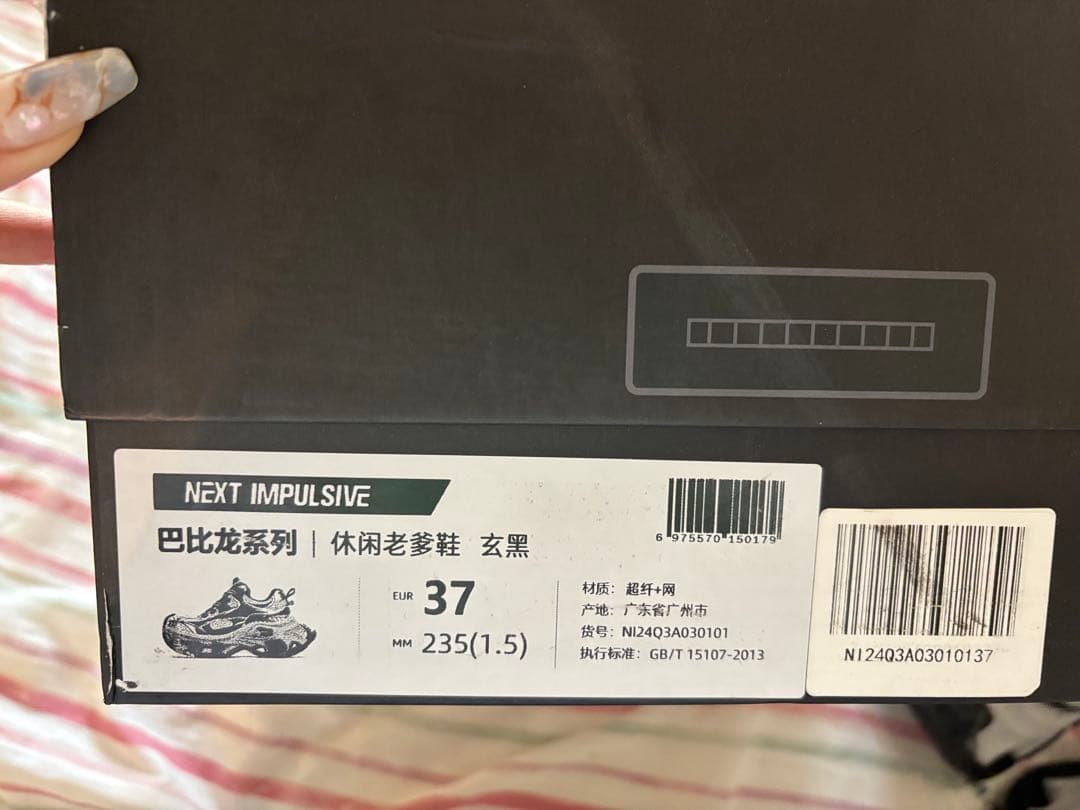 NEXT IMPULSIVE
巴比龙系列 | 休闲老爹鞋 玄黑
6 975570 150179
EUR 37
MM 235(1.5)
材质: 超纤+网
产地: 广东省广州市
货号: NI24Q3A030101
执行标准: GB/T 15107-2013
NI24Q3A03010137